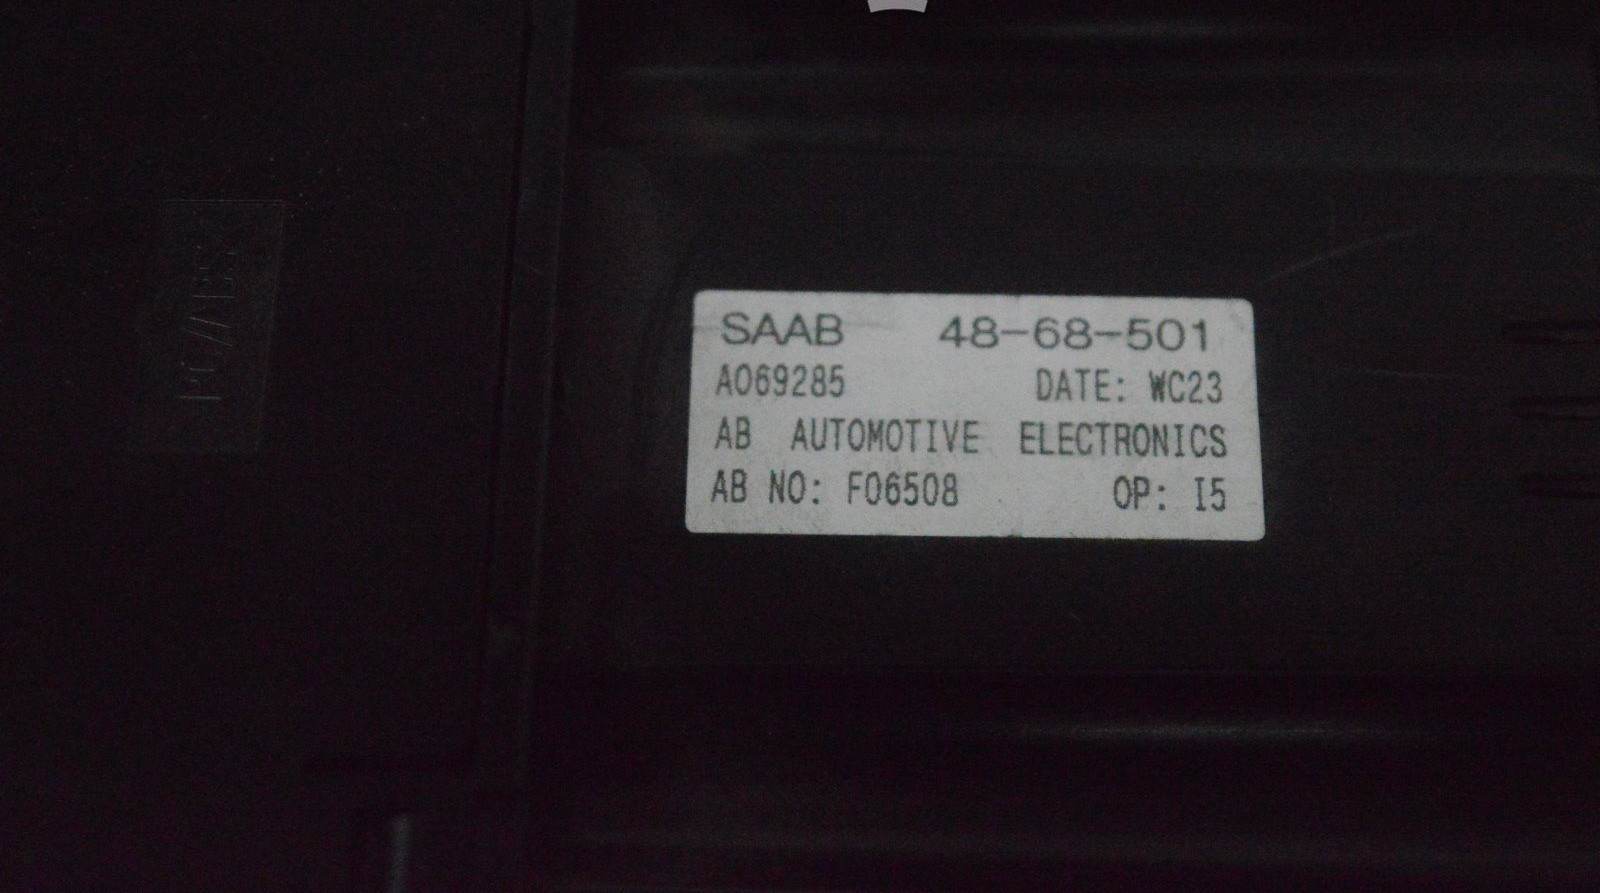 SAAB 48-68-501
A069285 DATE: WC23
AB AUTOMOTIVE ELECTRONICS
AB NO: F06508 OP: I5